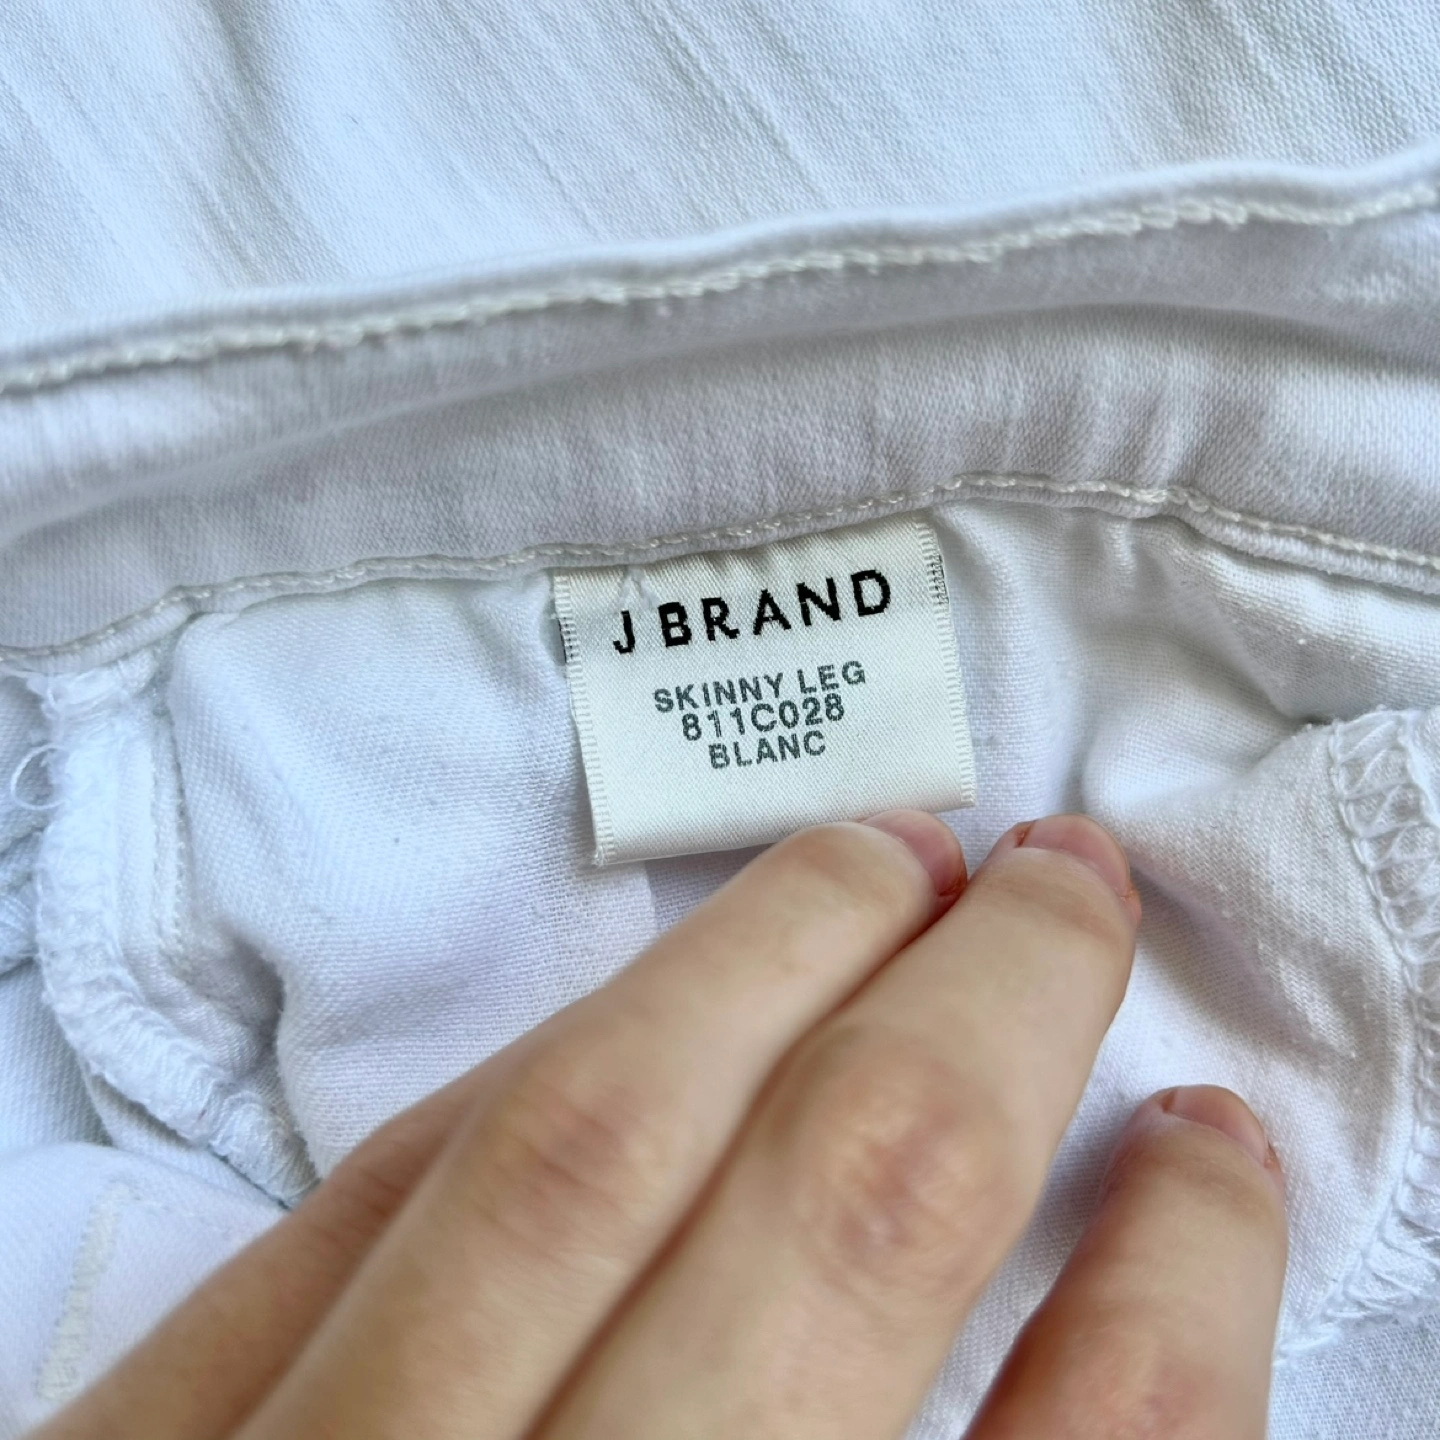 J BRAND
SKINNY LEG
811C028
BLANC